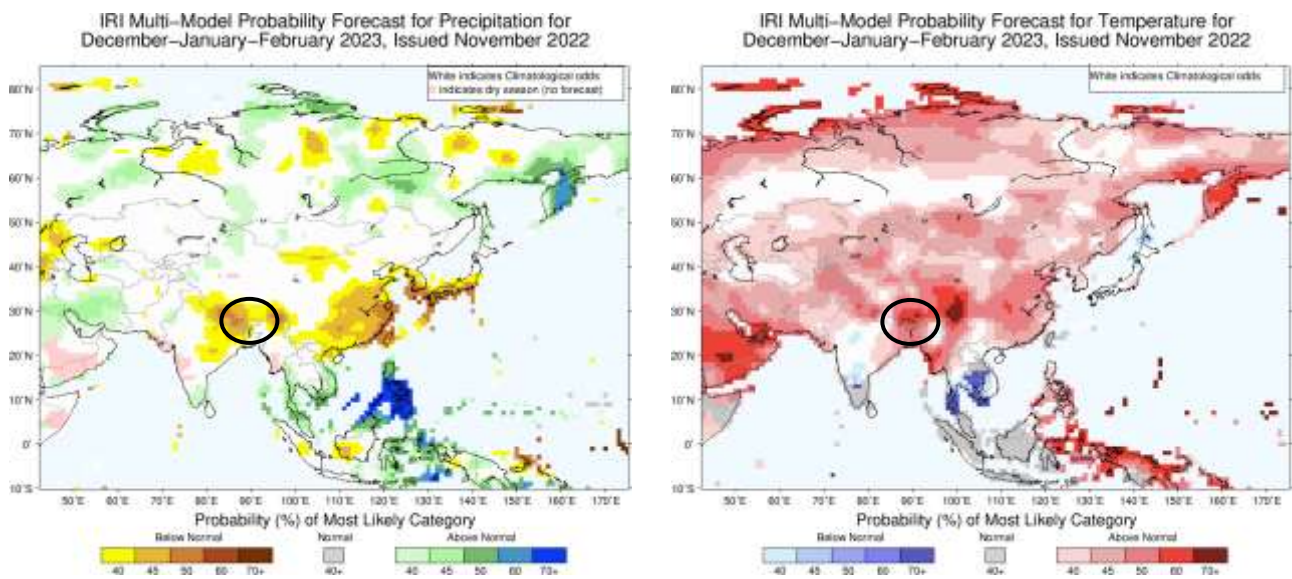 IRI Multi-Model Probability Forecast for Precipitation for
December-January-February 2023, Issued November 2022
White indicates Climatological odds
indicates dry season (no forecast)
80°N
70°N
60°N
50°N
40°N
30°N
20°N
10°N
0°
10°S
50°E 60°E 70°E 80°E 90°E 100°E 110°E 120°E 130°E 140°E 150°E 160°E 170°E
Probability (%) of Most Likely Category
Below Normal Normal Above Normal
40 45 50 60 70+ 40+ 40 45 50 60 70+
IRI Multi-Model Probability Forecast for Temperature for
December-January-February 2023, Issued November 2022
White indicates Climatological odds
80°N
70°N
60°N
50°N
40°N
30°N
20°N
10°N
0°
10°S
50°E 60°E 70°E 80°E 90°E 100°E 110°E 120°E 130°E 140°E 150°E 160°E 170°E
Probability (%) of Most Likely Category
Below Normal Normal Above Normal
40 45 50 60 70+ 40+ 40 45 50 60 70+